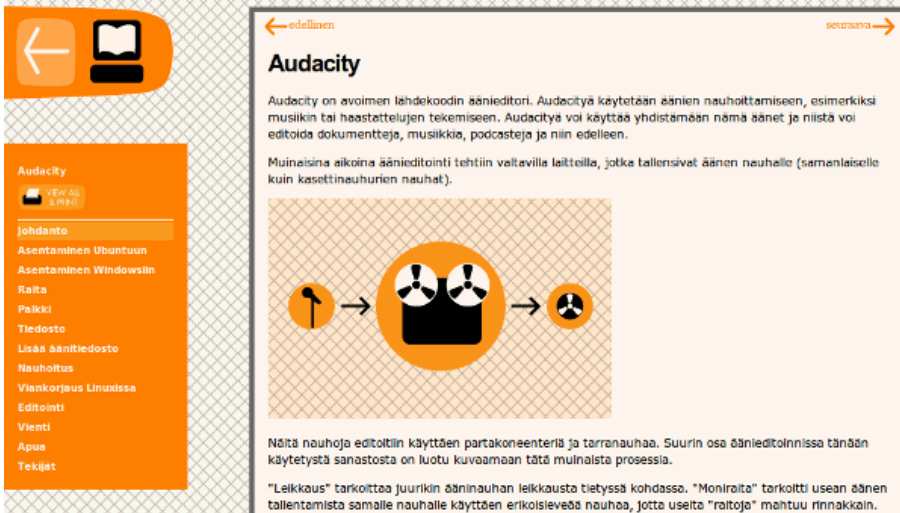 edellinen
seuraava
Audacity
Audacity on avoimen lähdekoodin äänieditori. Audacityä käytetään äänien nauhoittamiseen, esimerkiksi
musiikin tai haastattelujen tekemiseen. Audacityä voi käyttää yhdistämään nämä äänet ja niistä voi
editoida dokumentteja, musiikkia, podcasteja ja niin edelleen.
Muinaisina aikoina äänieditointi tehtiin valtavilla laitteilla, jotka tallensivat äänen nauhalle (samanlaiselle
kuin kasettinauhurien nauhat).
Näitä nauhoja editoitiin käyttäen partakoneenteriä ja tarranauhaa. Suurin osa äänieditoinnissa tänään
käytetystä sanastosta on luotu kuvaamaan tätä muinaista prosessia.
"Leikkaus" tarkoittaa juurikin ääninauhan leikkausta tietyssä kohdassa. "Moniraita" tarkoitti usean äänen
tallentamista samalle nauhalle käyttäen erikoisleveää nauhaa, jotta useita "raitoja" mahtuu rinnakkain.
Audacity
VIEW ALL
& PRINT
Johdanto
Asentaminen Ubuntuun
Asentaminen Windowsiin
Raita
Palkki
Tiedosto
Lisää äänitiedosto
Nauhoitus
Viankorjaus Linuxissa
Editointi
Vienti
Apua
Tekijät